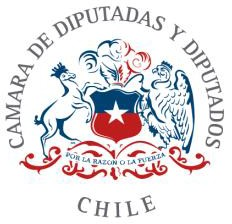 CAMARA DE DIPUTADAS Y DIPUTADOS
POR LA RAZON O LA FUERZA
CHILE